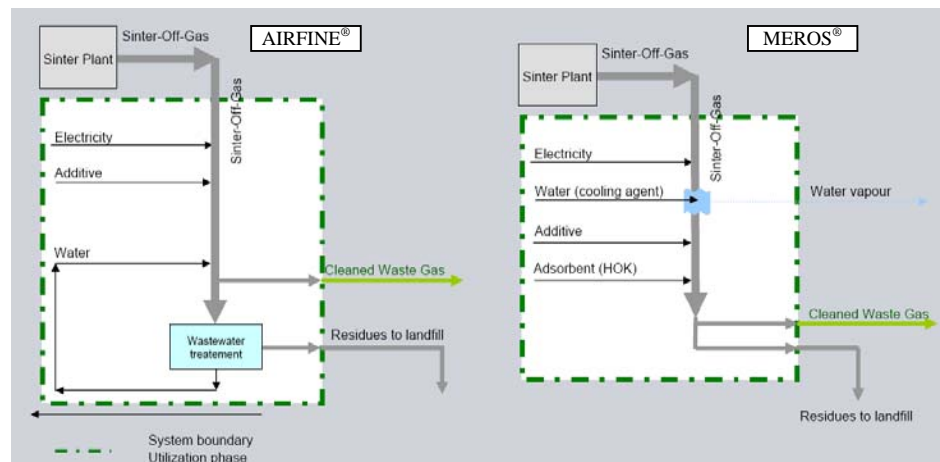 Sinter-Off-Gas
AIRFINE®
Sinter Plant
Sinter-Off-Gas
Electricity
Additive
Water
Cleaned Waste Gas
Wastewater
treatement
Residues to landfill
System boundary
Utilization phase
MEROS®
Sinter-Off-Gas
Sinter Plant
Sinter-Off-Gas
Electricity
Water (cooling agent)
Water vapour
Additive
Adsorbent (HOK)
Cleaned Waste Gas
Residues to landfill